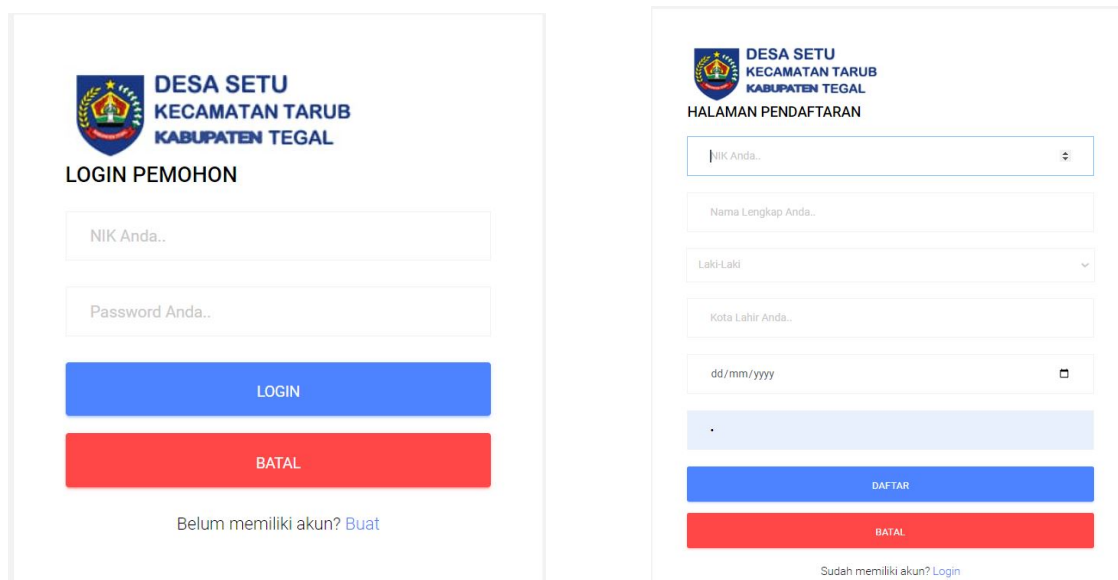 DESA SETU
KECAMATAN TARUB
KABUPATEN TEGAL
LOGIN PEMOHON
NIK Anda..
Password Anda..
LOGIN
BATAL
Belum memiliki akun? Buat
DESA SETU
KECAMATAN TARUB
KABUPATEN TEGAL
HALAMAN PENDAFTARAN
NIK Anda..
Nama Lengkap Anda..
Laki-Laki
Kota Lahir Anda..
dd/mm/yyyy
DAFTAR
BATAL
Sudah memiliki akun? Login